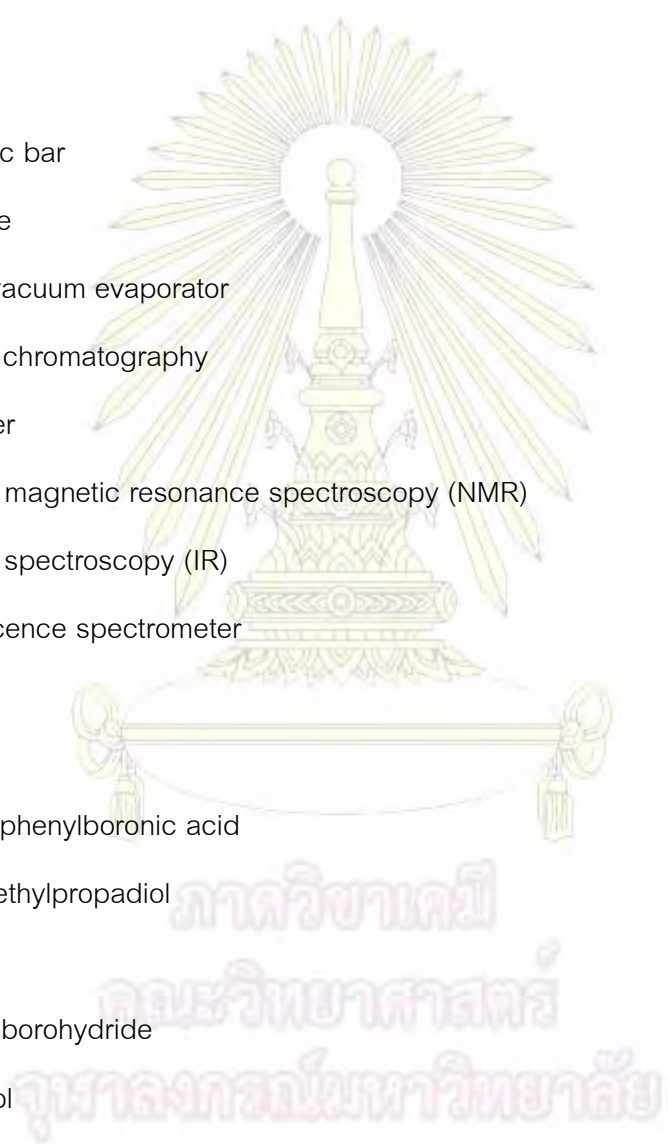 c bar
e
vacuum evaporator
chromatography
er
magnetic resonance spectroscopy (NMR)
spectroscopy (IR)
cence spectrometer
phenylboronic acid
ethylpropadiol
ภาควิชาเคมี
คณะวิทยาศาสตร์
borohydride
ol
จุฬาลงกรณ์มหาวิทยาลัย